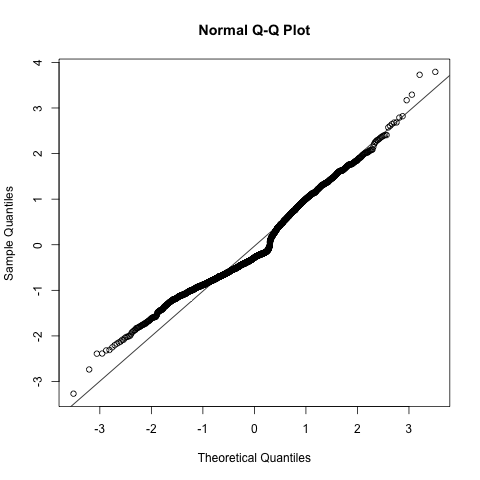 Normal Q-Q Plot
4
3
2
1
0
-1
-2
-3
Sample Quantiles
-3 -2 -1 0 1 2 3
Theoretical Quantiles